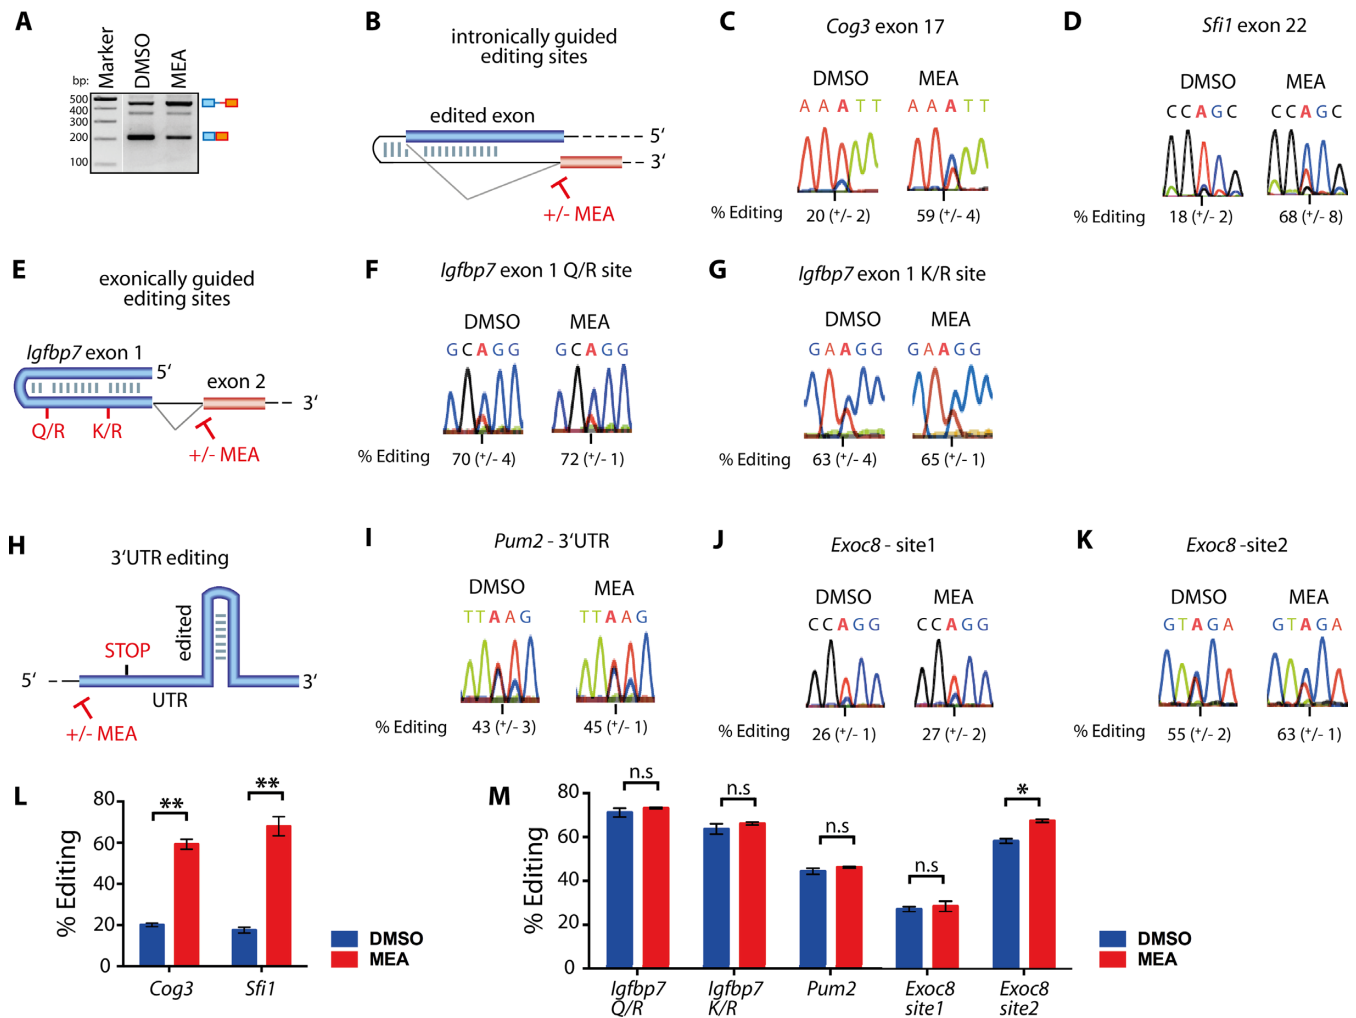 A
Marker
DMSO
MEA
bp:
500
400
300
200
100
B
intronically guided
editing sites
edited exon
5‘
3‘
+/- MEA
C
Cog3 exon 17
DMSO MEA
A A A T T A A A T T
% Editing 20 (+/- 2) 59 (+/- 4)
D
Sfi1 exon 22
DMSO MEA
C C A G C C C A G C
% Editing 18 (+/- 2) 68 (+/- 8)
E
exonically guided
editing sites
Igfbp7 exon 1
5‘
exon 2
3‘
Q/R K/R
+/- MEA
F
Igfbp7 exon 1 Q/R site
DMSO MEA
G C A G G G C A G G
% Editing 70 (+/- 4) 72 (+/- 1)
G
Igfbp7 exon 1 K/R site
DMSO MEA
G A A G G G A A G G
% Editing 63 (+/- 4) 65 (+/- 1)
H
3‘UTR editing
edited
STOP
5‘
3‘
UTR
+/- MEA
I
Pum2 - 3‘UTR
DMSO MEA
T T A A G T T A A G
% Editing 43 (+/- 3) 45 (+/- 1)
J
Exoc8 - site1
DMSO MEA
C C A G G C C A G G
% Editing 26 (+/- 1) 27 (+/- 2)
K
Exoc8 -site2
DMSO MEA
G T A G A G T A G A
% Editing 55 (+/- 2) 63 (+/- 1)
L
% Editing
80
60
40
20
0
** **
Cog3 Sfi1
DMSO
MEA
M
% Editing
80
60
40
20
0
n.s n.s n.s n.s *
Igfbp7 Igfbp7 Pum2 Exoc8 Exoc8
Q/R K/R site1 site2
DMSO
MEA